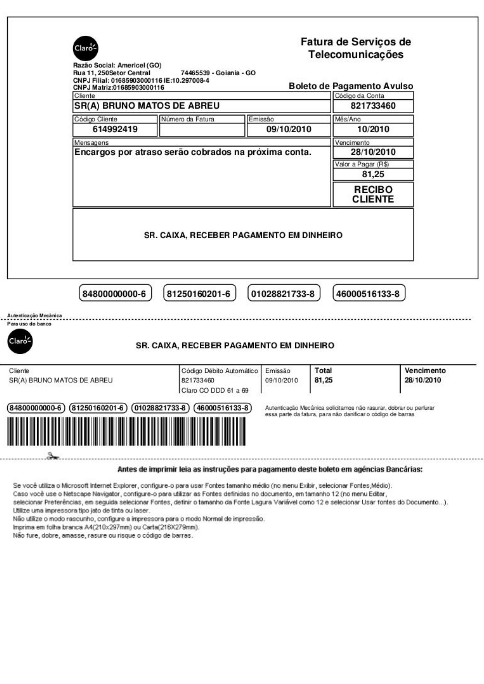 Claro
Fatura de Serviços de
Telecomunicações
Razão Social: Americel (GO)
Rua 11, 250Setor Central 74465539 - Goiania - GO
CNPJ Filial: 01685903000116 IE:10.297008-4
CNPJ Matriz:01685903000116
Boleto de Pagamento Avulso
Cliente Código da Conta
SR(A) BRUNO MATOS DE ABREU 821733460
Código Cliente Número da Fatura Emissão Mês/Ano
614992419 09/10/2010 10/2010
Mensagens Vencimento
Encargos por atraso serão cobrados na próxima conta. 28/10/2010
Valor a Pagar (R$)
81,25
RECIBO
CLIENTE
SR. CAIXA, RECEBER PAGAMENTO EM DINHEIRO
84800000000-6 81250160201-6 01028821733-8 46000516133-8
Autenticação Mecânica
Para uso do banco
Claro
SR. CAIXA, RECEBER PAGAMENTO EM DINHEIRO
Cliente Código Débito Automático Emissão Total Vencimento
SR(A) BRUNO MATOS DE ABREU 821733460 09/10/2010 81,25 28/10/2010
Claro CO DDD 61 a 69
84800000000-6 81250160201-6 01028821733-8 46000516133-8
Autenticação Mecânica solicitamos não rasurar, dobrar ou perfurar
essa parte da fatura, para não danificar o código de barras
Antes de imprimir leia as instruções para pagamento deste boleto em agências Bancárias:
Se você utiliza o Microsoft Internet Explorer, configure-o para usar Fontes tamanho médio (no menu Exibir, selecionar Fontes,Médio).
Caso você use o Netscape Navigator, configure-o para utilizar as Fontes definidas no documento, em tamanho 12 (no menu Editar,
selecionar Preferências, em seguida selecionar Fontes, definir o tamanho da Fonte Lagura Variável como 12 e selecionar Usar fontes do Documento...).
Utilize uma impressora tipo jato de tinta ou laser.
Não utilize o modo rascunho, configure a impressora para o modo Normal de impressão.
Imprima em folha branca A4(210x297mm) ou Carta(216X279mm).
Não fure, dobre, amasse, rasure ou risque o código de barras.